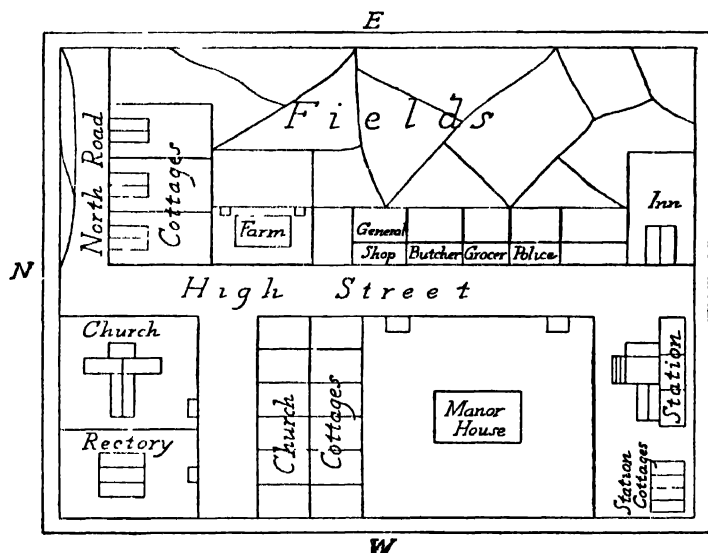 E
Fields
North Road
Cottages
Farm
General
Shop
Butcher
Grocer
Police
Inn
N
High Street
Church
Rectory
Church
Cottages
Manor
House
Station
Station
Cottages
W